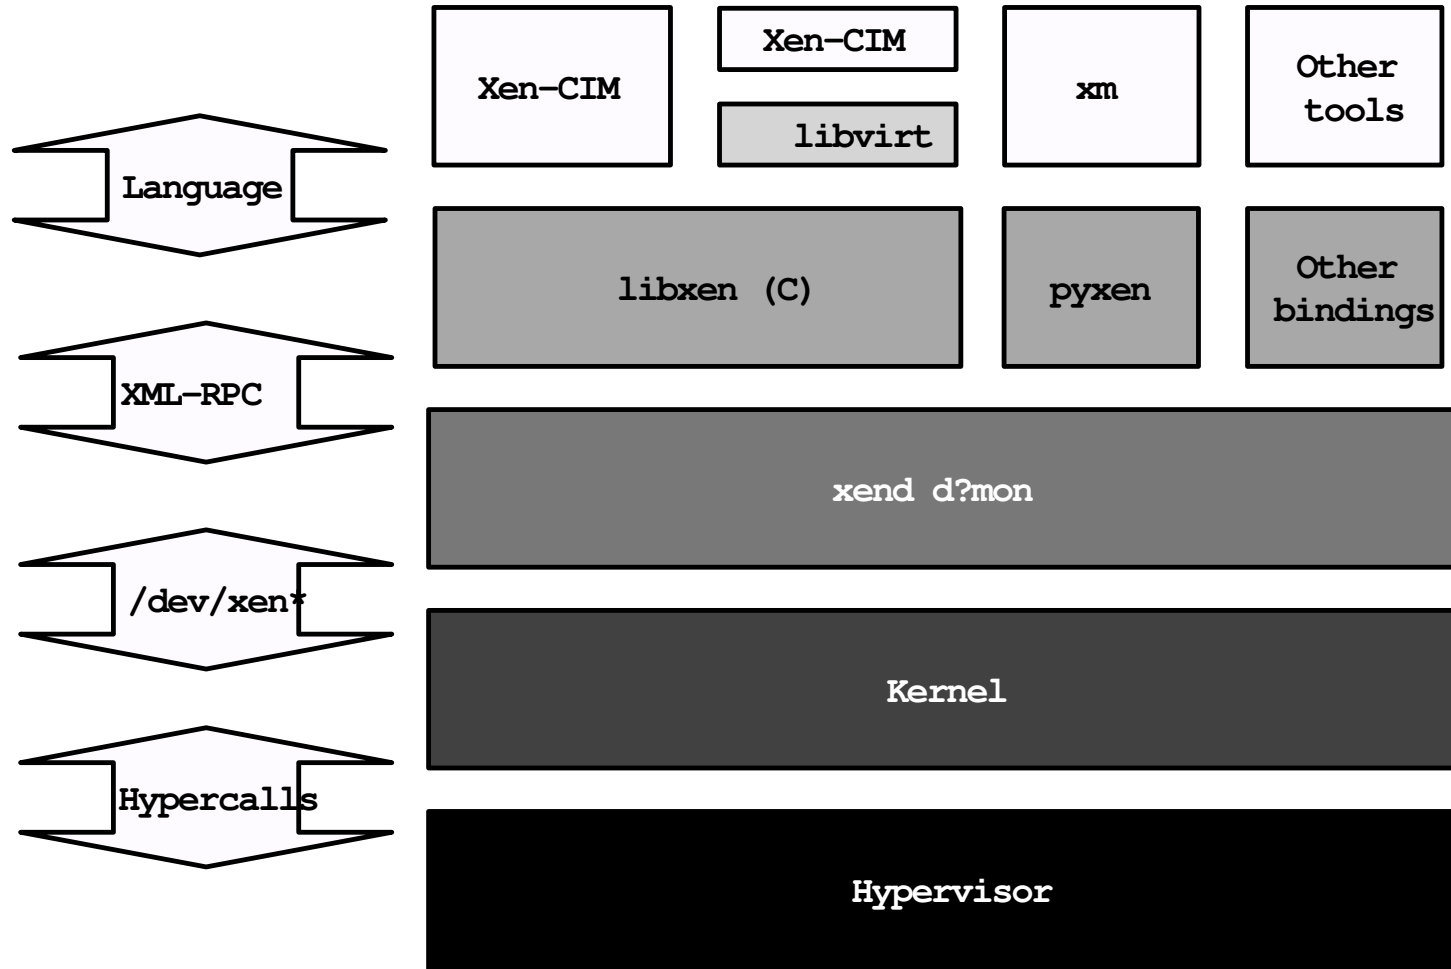 Xen-CIM
Xen-CIM
libvirt
xm
Other
tools
Language
libxen (C)
pyxen
Other
bindings
XML-RPC
xend d?mon
/dev/xen*
Kernel
Hypercalls
Hypervisor